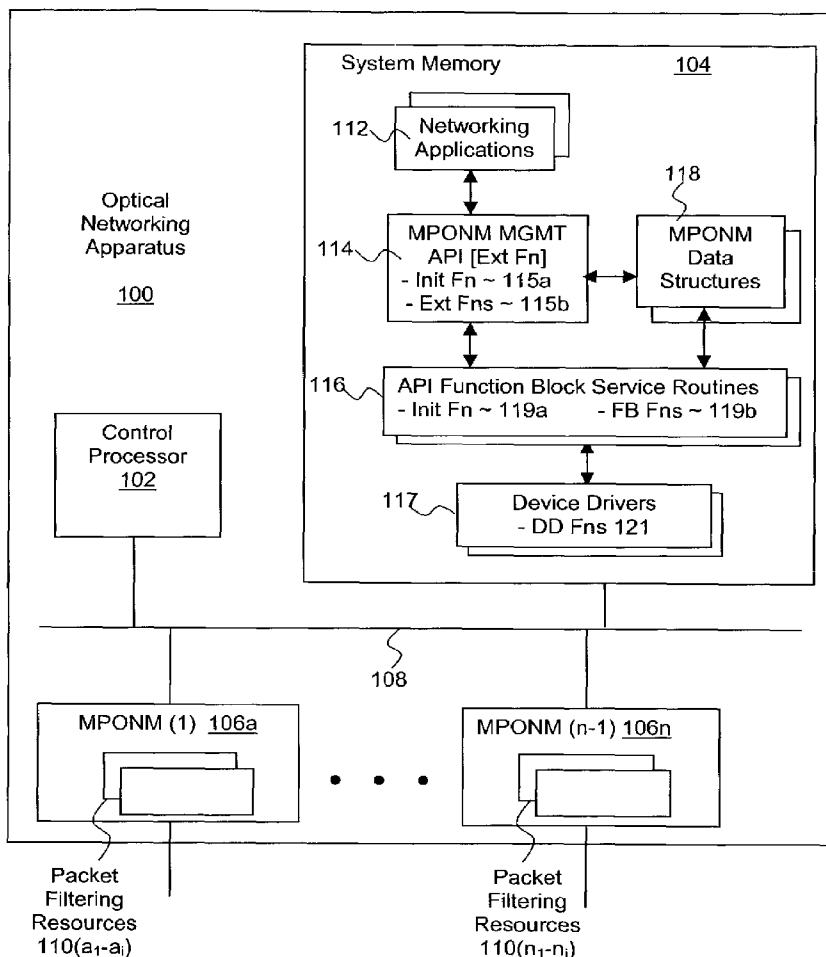 System Memory 104
112
Networking
Applications
118
Optical
Networking
Apparatus
100
114
MPONM MGMT
API [Ext Fn]
- Init Fn ~ 115a
- Ext Fns ~ 115b
MPONM
Data
Structures
116
API Function Block Service Routines
- Init Fn ~ 119a - FB Fns ~ 119b
Control
Processor
102
117
Device Drivers
- DD Fns 121
108
MPONM (1) 106a
MPONM (n-1) 106n
• • •
Packet
Filtering
Resources
110(a₁-aᵢ)
Packet
Filtering
Resources
110(n₁-nᵢ)